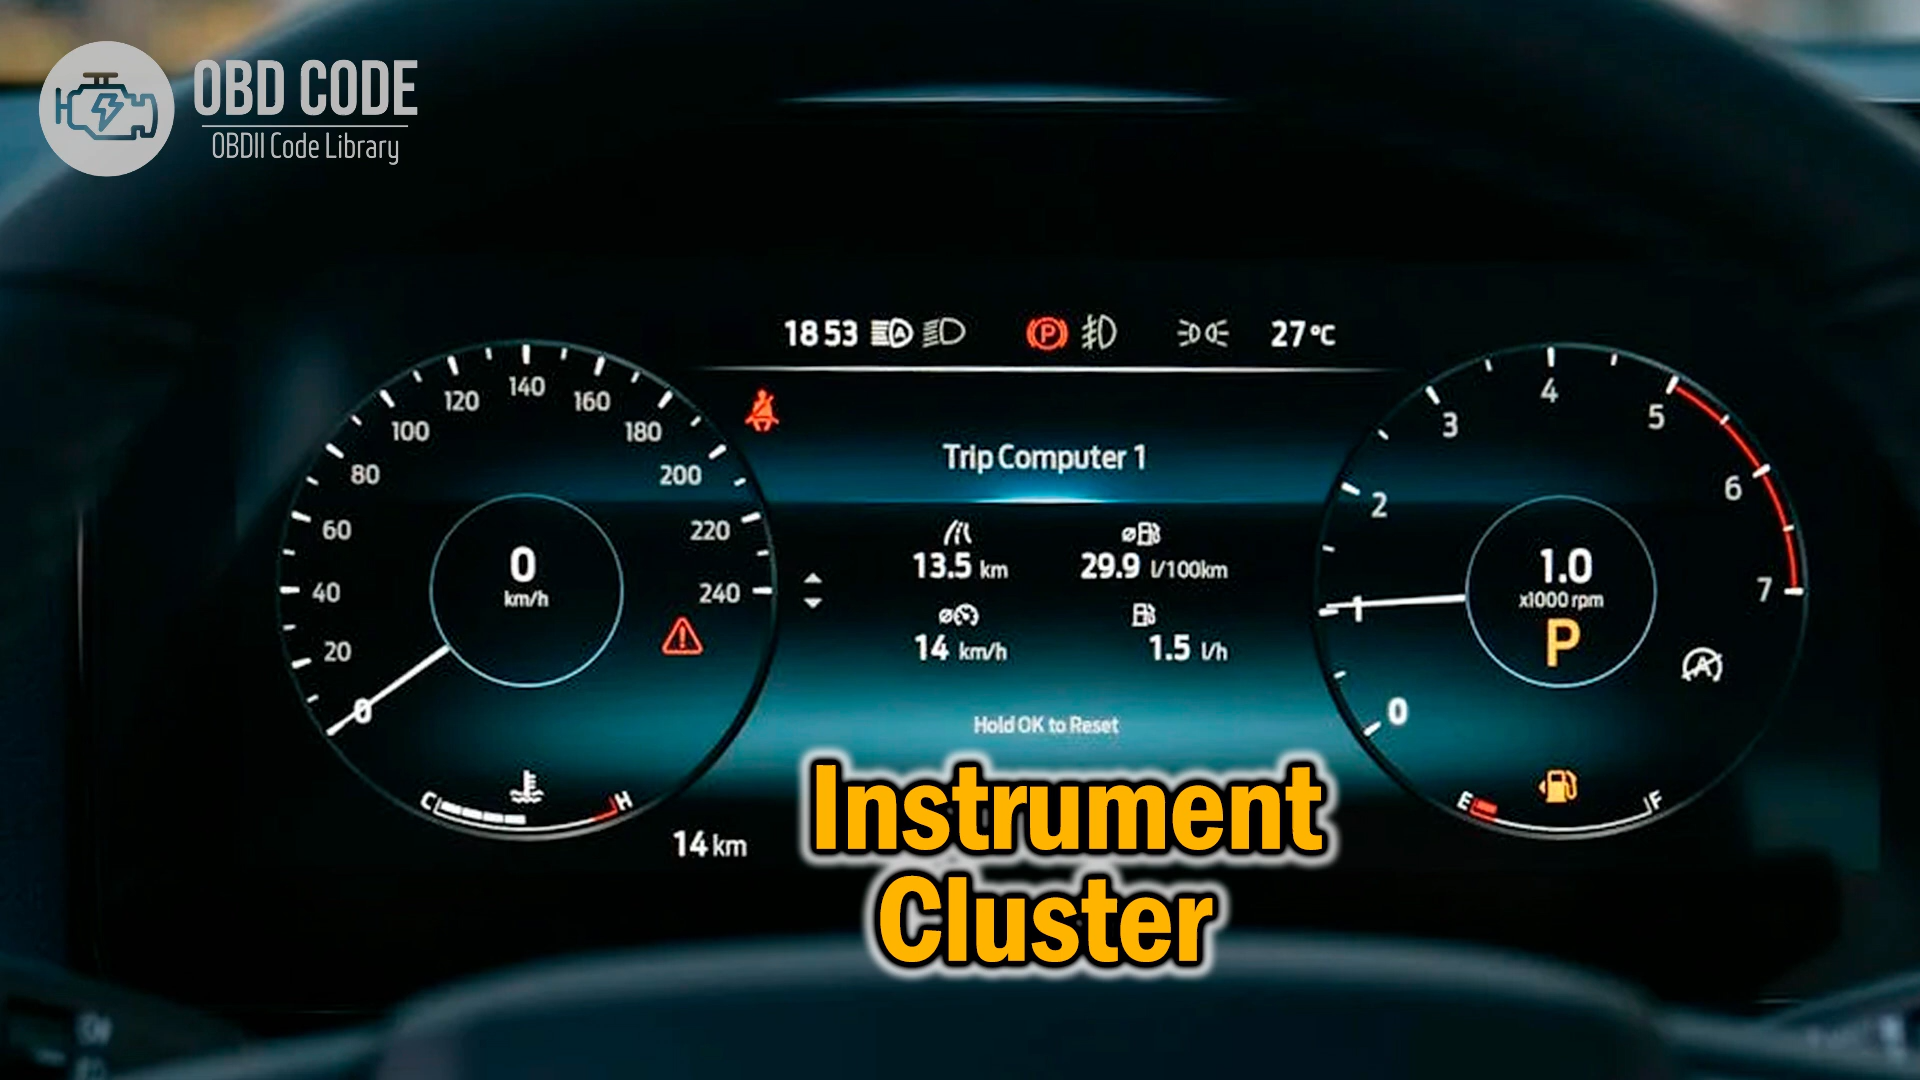 OBD CODE
OBDII Code Library
18 53
27°C
P
A
Trip Computer 1
13.5 km
29.9 l/100km
14 km/h
1.5 l/h
Hold OK to Reset
0
20
40
60
80
100
120
140
160
180
200
220
240
0
km/h
C
H
14 km
0
1
2
3
4
5
6
7
1.0
x1000 rpm
P
A
E
F
Instrument
Cluster